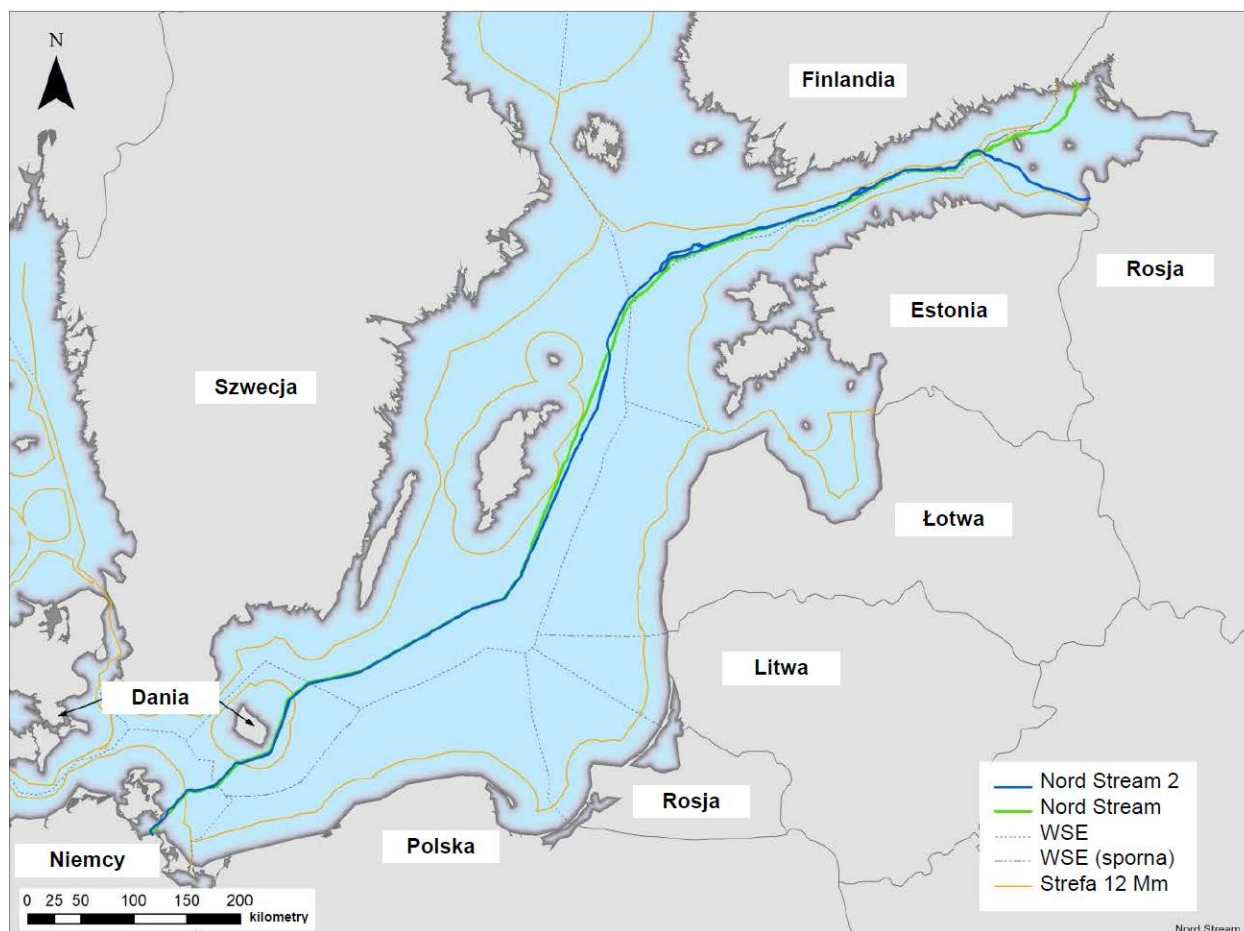 N
Finlandia
Rosja
Estonia
Szwecja
Łotwa
Litwa
Dania
Rosja
Polska
Niemcy
0 25 50 100 150 200
kilometry
Nord Stream 2
Nord Stream
WSE
WSE (sporna)
Strefa 12 Mm
Nord Stream